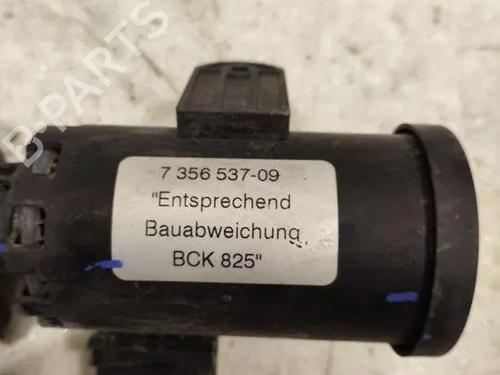 B-PARTS
7 356 537-09
"Entsprechend
Bauabweichung
BCK 825"